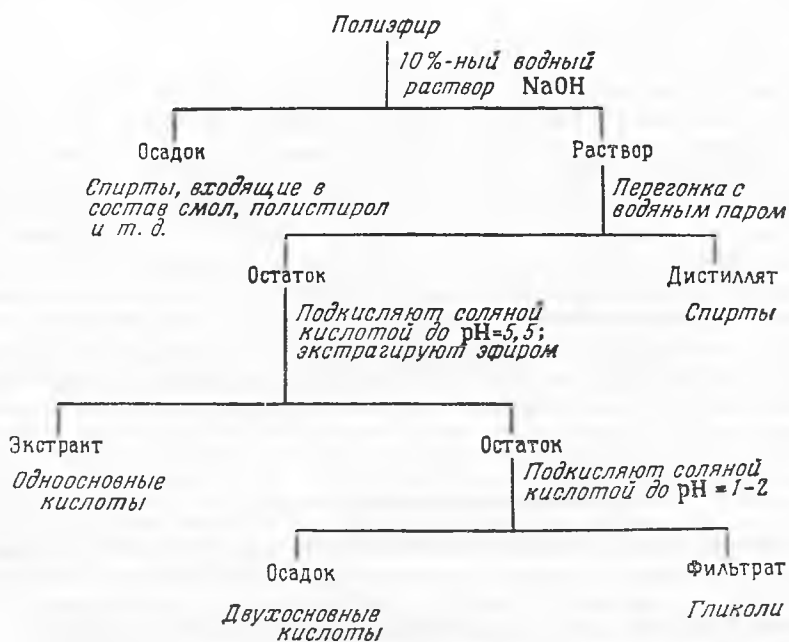 Полиэфир
10%-ный водный
раствор NaOH
Осадок
Раствор
Спирты, входящие в
состав смол, полистирол
и т. д.
Перегонка с
водяным паром
Остаток
Дистиллят
Подкисляют соляной
кислотой до pH=5,5;
экстрагируют эфиром
Спирты
Экстракт
Остаток
Одноосновные
кислоты
Подкисляют соляной
кислотой до pH = 1-2
Осадок
Фильтрат
Двухосновные
кислоты
Гликоли